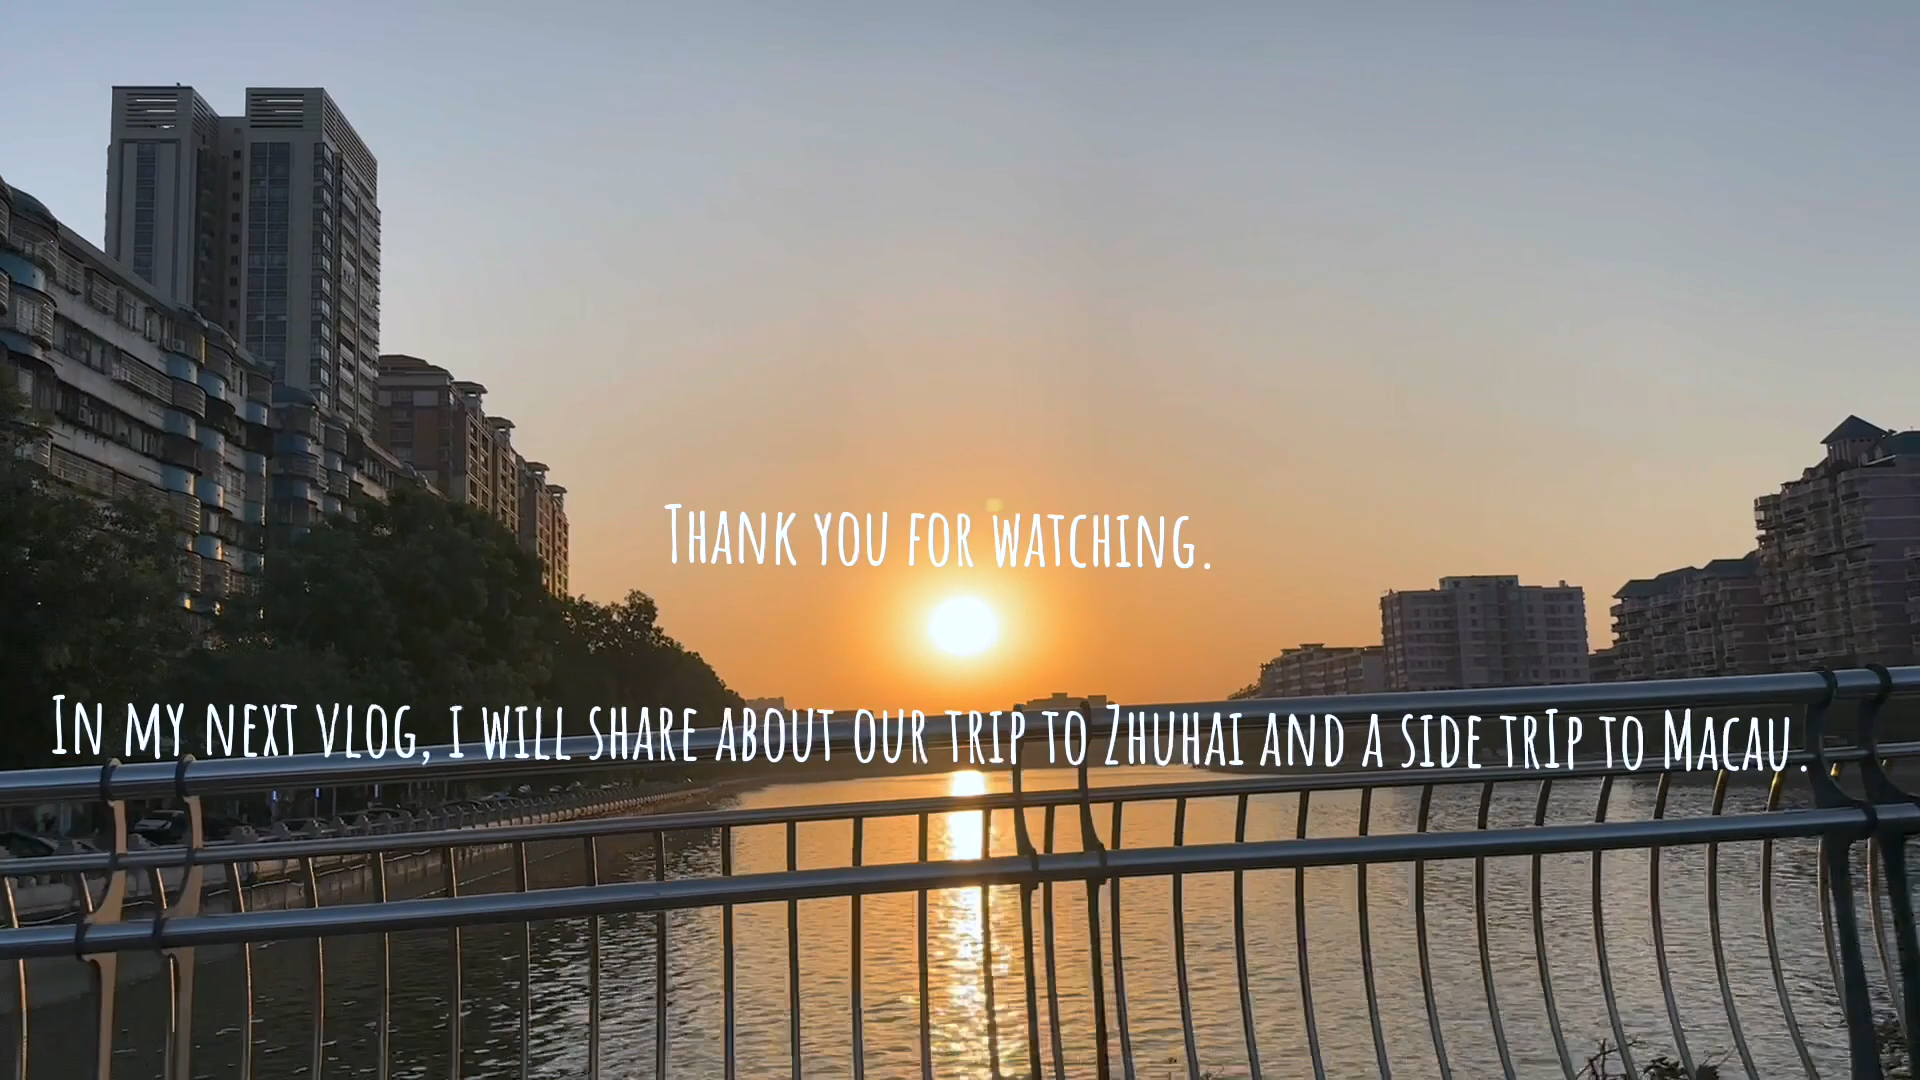 Thank you for watching.
In my next vlog, i will share about our trip to Zhuhai and a side trip to Macau.